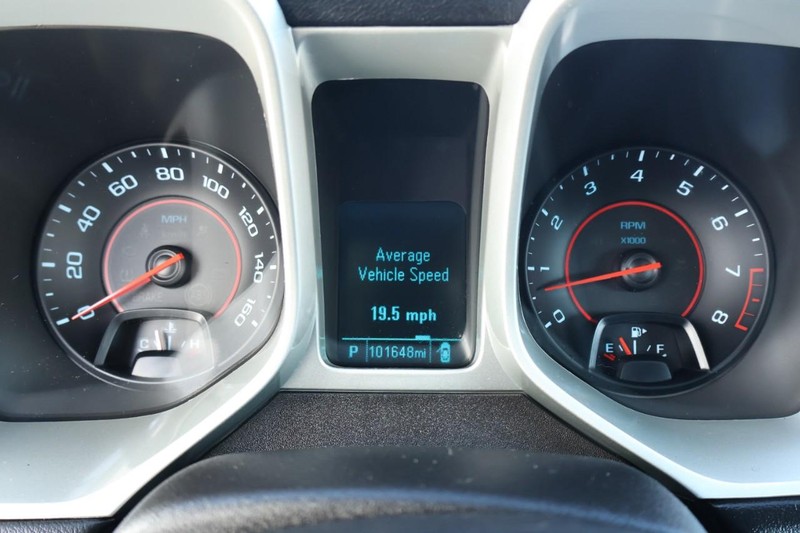 MPH
0 20 40 60 80 100 120 140 160
C H
Average
Vehicle Speed
19.5 mph
P 101648mi
RPM
X1000
0 1 2 3 4 5 6 7 8
E F